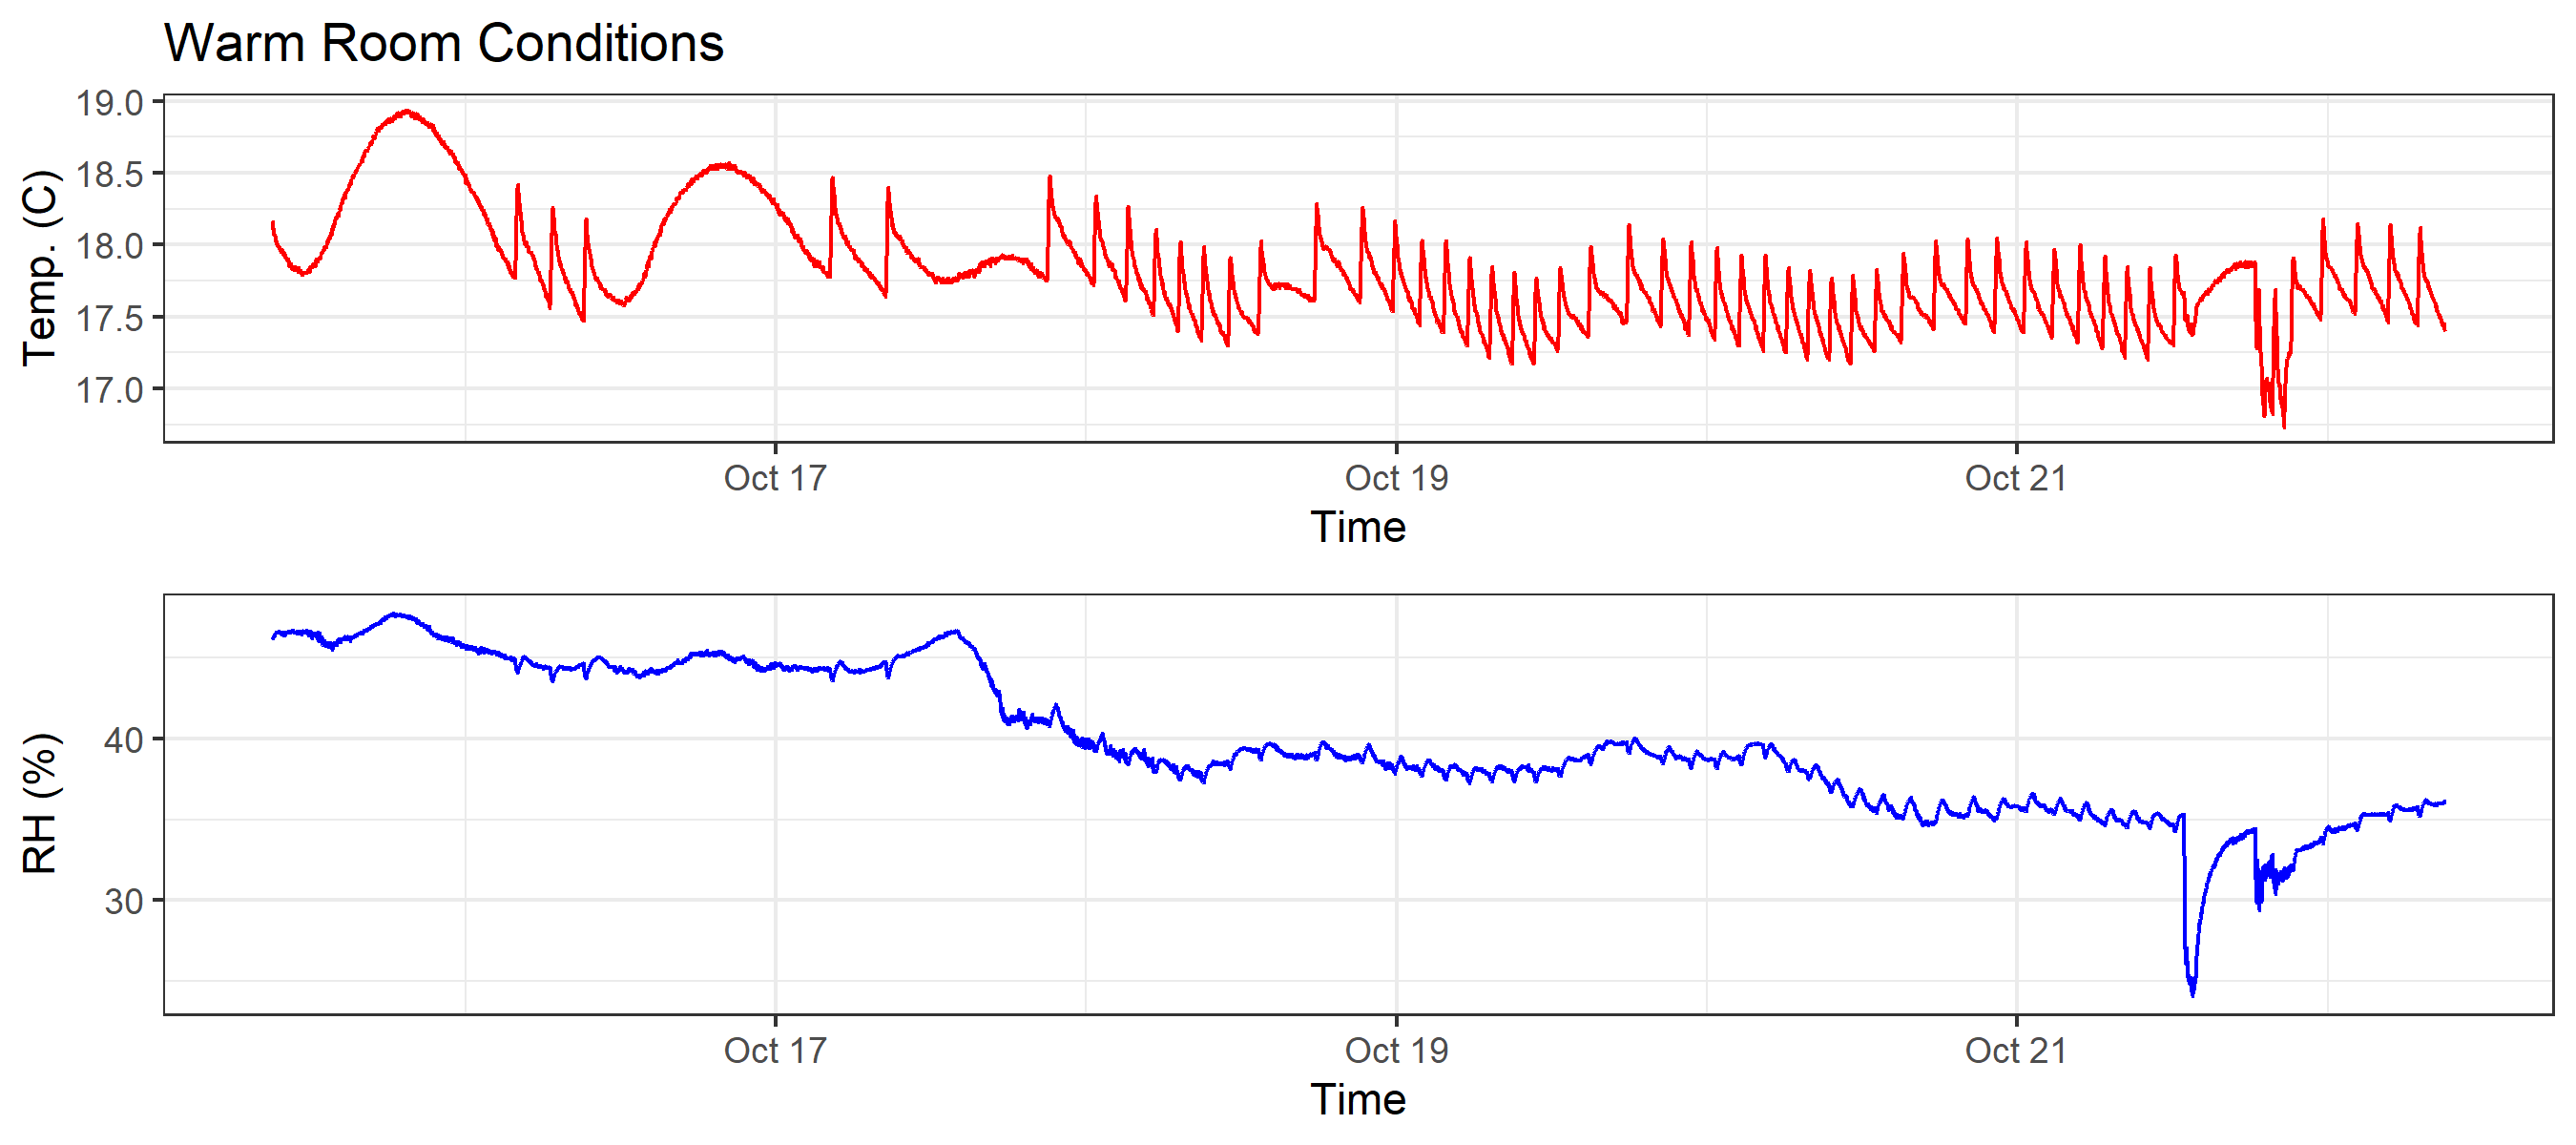 Warm Room Conditions
19.0
18.5
18.0
17.5
17.0
Temp. (C)
Oct 17 Oct 19 Oct 21
Time
40
30
RH (%)
Oct 17 Oct 19 Oct 21
Time